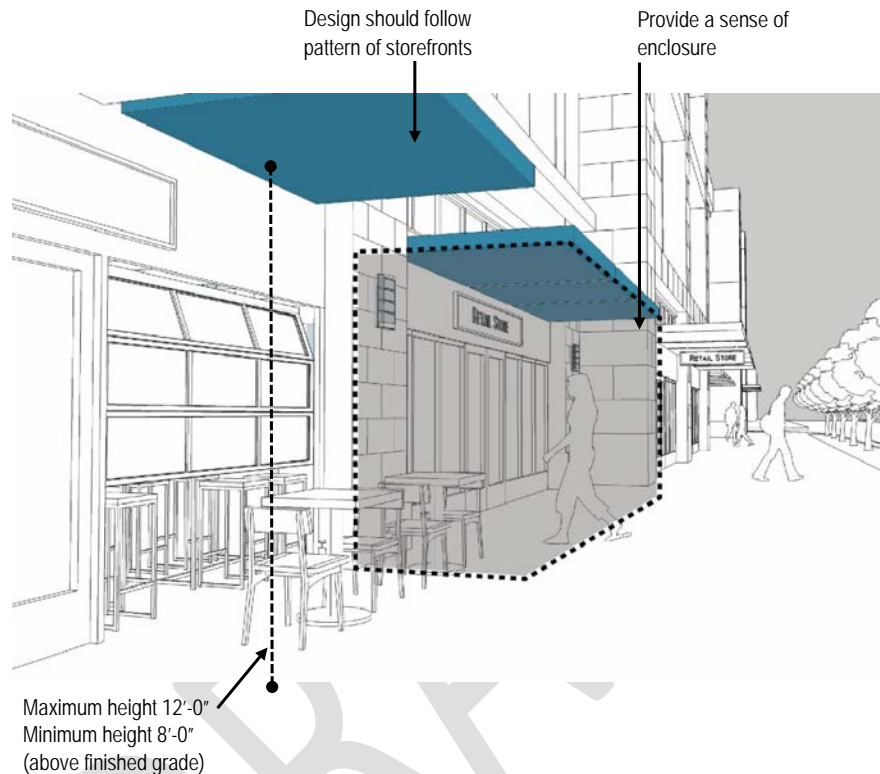 Design should follow
pattern of storefronts
Provide a sense of
enclosure
RETAIL STORE
RETAIL STORE
Maximum height 12'-0"
Minimum height 8'-0"
(above finished grade)